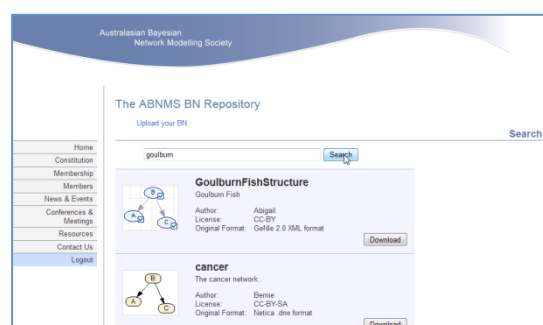 Australasian Bayesian
Network Modelling Society
The ABNMS BN Repository
Upload your BN
Search
Home
Constitution
Membership
Members
News & Events
Conferences &
Meetings
Resources
Contact Us
Logout
goulburn
Search
GoulburnFishStructure
Goulburn Fish
Author: Abigail
License: CC-BY
Original Format: GeNIe 2.0 XML format
Download
B
A
C
cancer
The cancer network.
Author: Bernie
License: CC-BY-SA
Original Format: Netica .dne format
Download
B
A
C